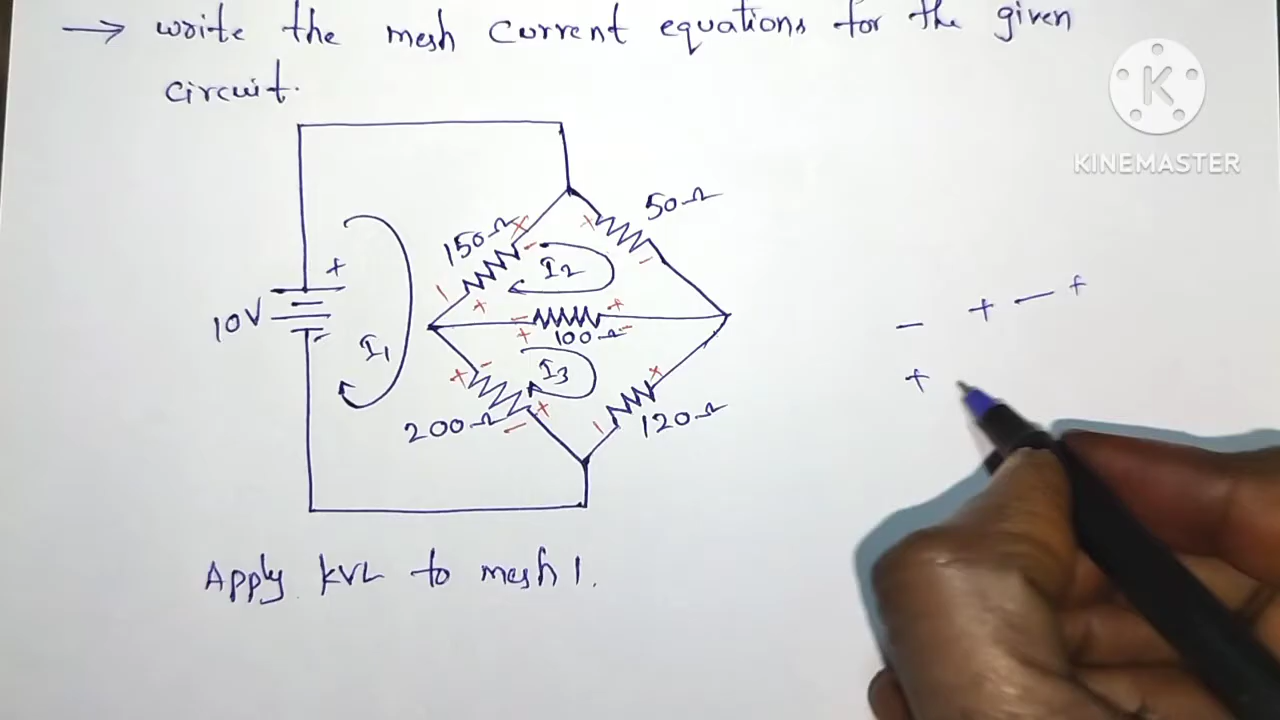 → write the mesh current equations for the given
circuit.
K
KINEMASTER
50Ω
150Ω
I2
+
10V
I1
100Ω
I3
200Ω
120Ω
− + − +
+
Apply KVL to mesh 1.